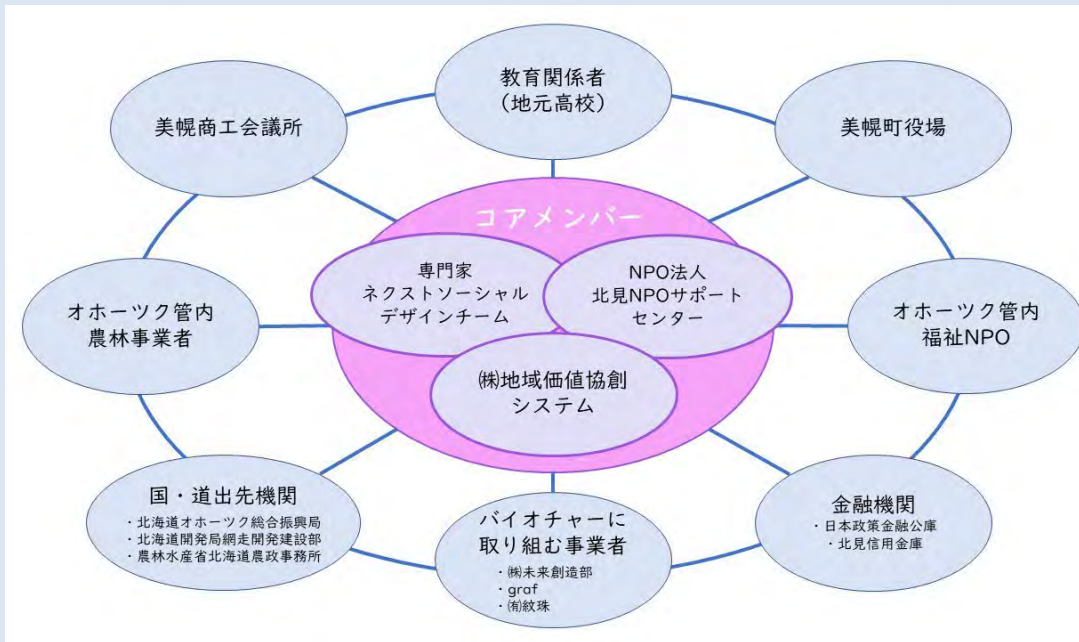 教育関係者
（地元高校）
美幌商工会議所
美幌町役場
コアメンバー
専門家
ネクストソーシャル
デザインチーム
NPO法人
北見NPOサポート
センター
㈱地域価値協創
システム
オホーツク管内
農林事業者
オホーツク管内
福祉NPO
国・道出先機関
・北海道オホーツク総合振興局
・北海道開発局網走開発建設部
・農林水産省北海道農政事務所
バイオチャーに
取り組む事業者
・㈱未来創造部
・graf
・㈲紋珠
金融機関
・日本政策金融公庫
・北見信用金庫